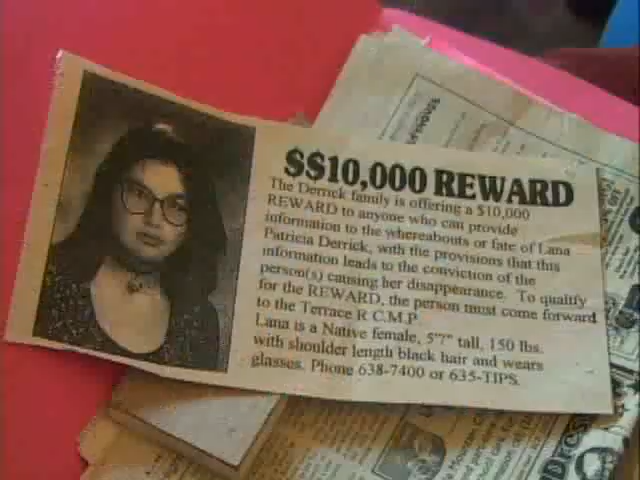 $$10,000 REWARD
The Derrick family is offering a $10,000
REWARD to anyone who can provide
information to the whereabouts or fate of Lana
Patricia Derrick, with the provisions that this
information leads to the conviction of the
person(s) causing her disappearance. To qualify
for the REWARD, the person must come forward
to the Terrace R C.M.P.
Lana is a Native female, 5'7" tall, 150 lbs.
with shoulder length black hair and wears
glasses. Phone 638-7400 or 635-TIPS.